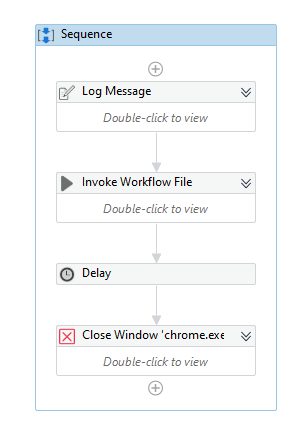 Sequence
Log Message
Double-click to view
Invoke Workflow File
Double-click to view
Delay
Close Window 'chrome.exe
Double-click to view